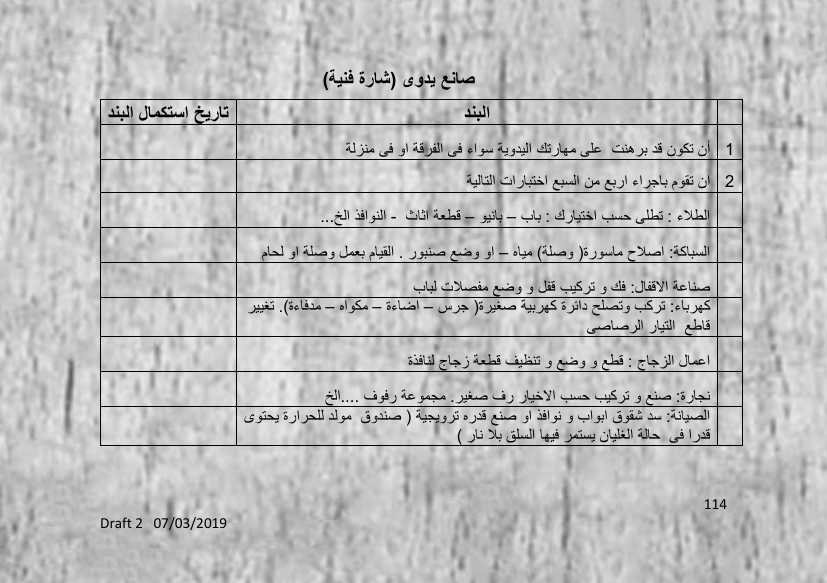 صانع يدوى (شارة فنية)
البند تاريخ استكمال البند
1 أن تكون قد برهنت على مهارتك اليدوية سواء فى الفرقة او فى منزلة
2 ان تقوم باجراء اربع من السبع اختبارات التالية
الطلاء : تطلى حسب اختيارك : باب – بانيو – قطعة اثاث - النوافذ الخ...
السباكة: اصلاح ماسورة( وصلة) مياه – او وضع صنبور . القيام بعمل وصلة او لحام
صناعة الاقفال: فك و تركيب قفل و وضع مفصلات لباب
كهرباء: تركب وتصلح دائرة كهربية صغيرة( جرس – اضاءة – مكواه – مدفاءة). تغيير
قاطع التيار الرصاصى
اعمال الزجاج : قطع و وضع و تنظيف قطعة زجاج لنافذة
نجارة: صنع و تركيب حسب الاخيار رف صغير. مجموعة رفوف ....الخ
الصيانة: سد شقوق ابواب و نوافذ او صنع قدره ترويجية ( صندوق مولد للحرارة يحتوى
قدرا فى حالة الغليان يستمر فيها السلق بلا نار )
114
Draft 2 07/03/2019